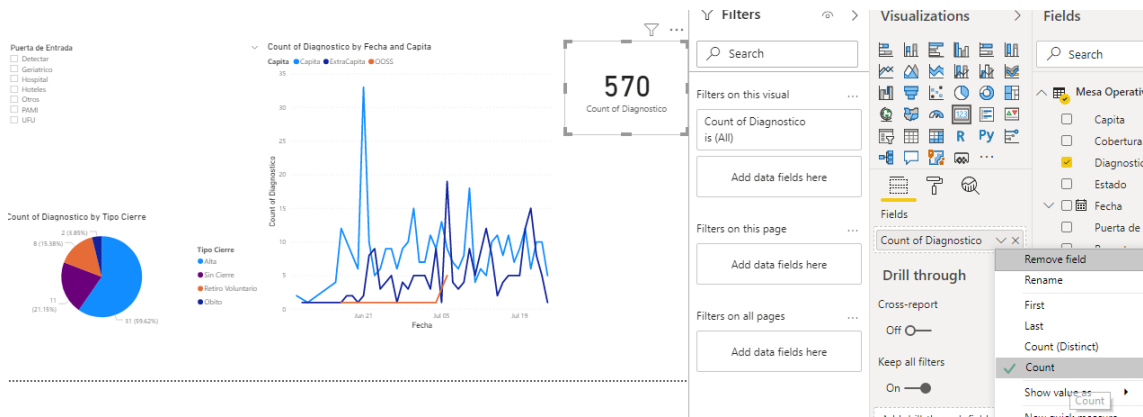 Puerta de Entrada
Detectar
Geriatrico
Hospital
Hoteles
Otros
PAMI
UFU
Count of Diagnostico by Fecha and Capita
Capita Capita ExtraCapita OOSS
35
30
25
20
15
10
5
0
Count of Diagnostico
Jun 21
Jul 05
Jul 19
Fecha
570
Count of Diagnostico
Count of Diagnostico by Tipo Cierre
2 (3.85%)
8 (15.38%)
11
(21.15%)
31 (59.62%)
Tipo Cierre
Alta
Sin Cierre
Retiro Voluntario
Obito
Filters
Search
Filters on this visual
Count of Diagnostico
is (All)
Add data fields here
Filters on this page
Add data fields here
Filters on all pages
Add data fields here
Visualizations
123
R Py
Fields
Count of Diagnostico
Drill through
Cross-report
Off
Keep all filters
On
Remove field
Rename
First
Last
Count (Distinct)
Count
Show value as
Count
New quick measure
Fields
Search
Mesa Operativ
Capita
Cobertura
Diagnostic
Estado
Fecha
Puerta de